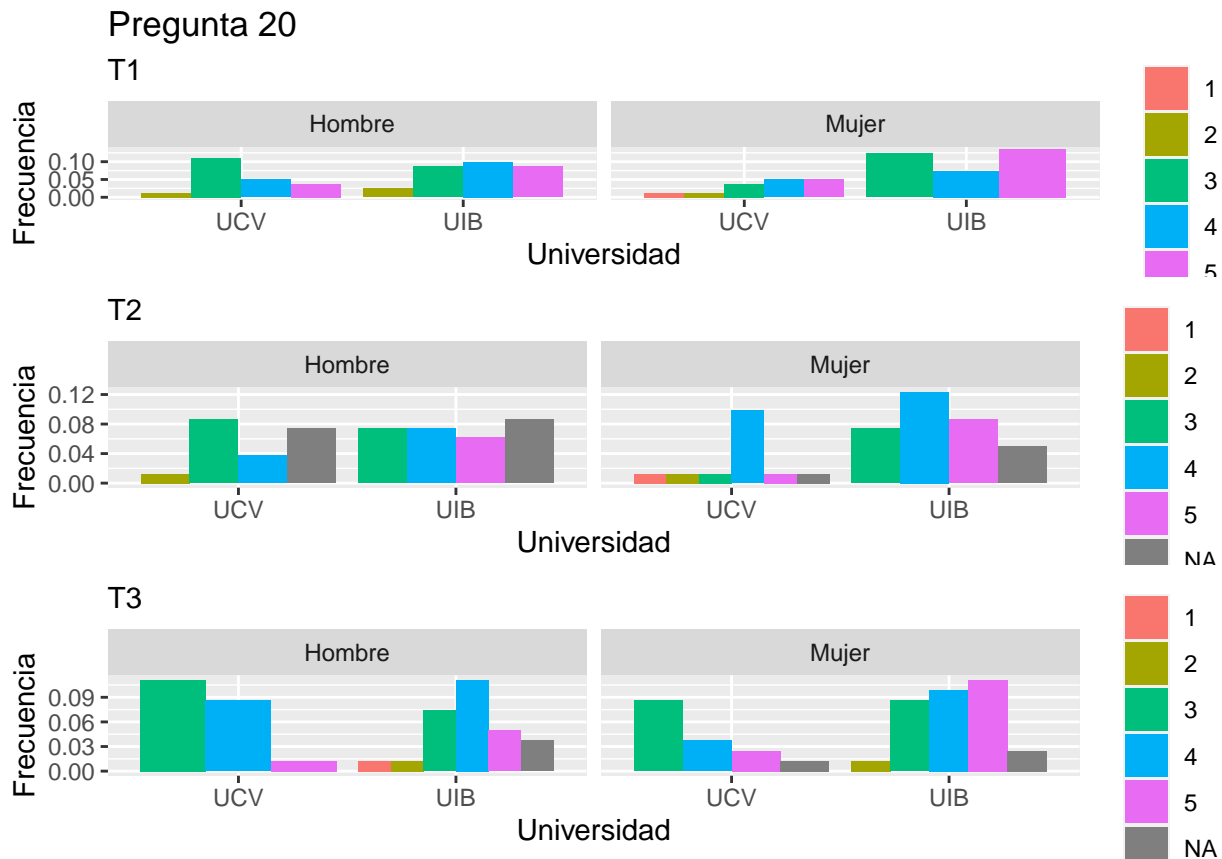 Pregunta 20
T1
Hombre
Mujer
Frecuencia
0.10
0.05
0.00
UCV
UIB
UCV
UIB
Universidad
1
2
3
4
5
T2
Hombre
Mujer
Frecuencia
0.12
0.08
0.04
0.00
UCV
UIB
UCV
UIB
Universidad
1
2
3
4
5
NA
T3
Hombre
Mujer
Frecuencia
0.09
0.06
0.03
0.00
UCV
UIB
UCV
UIB
Universidad
1
2
3
4
5
NA